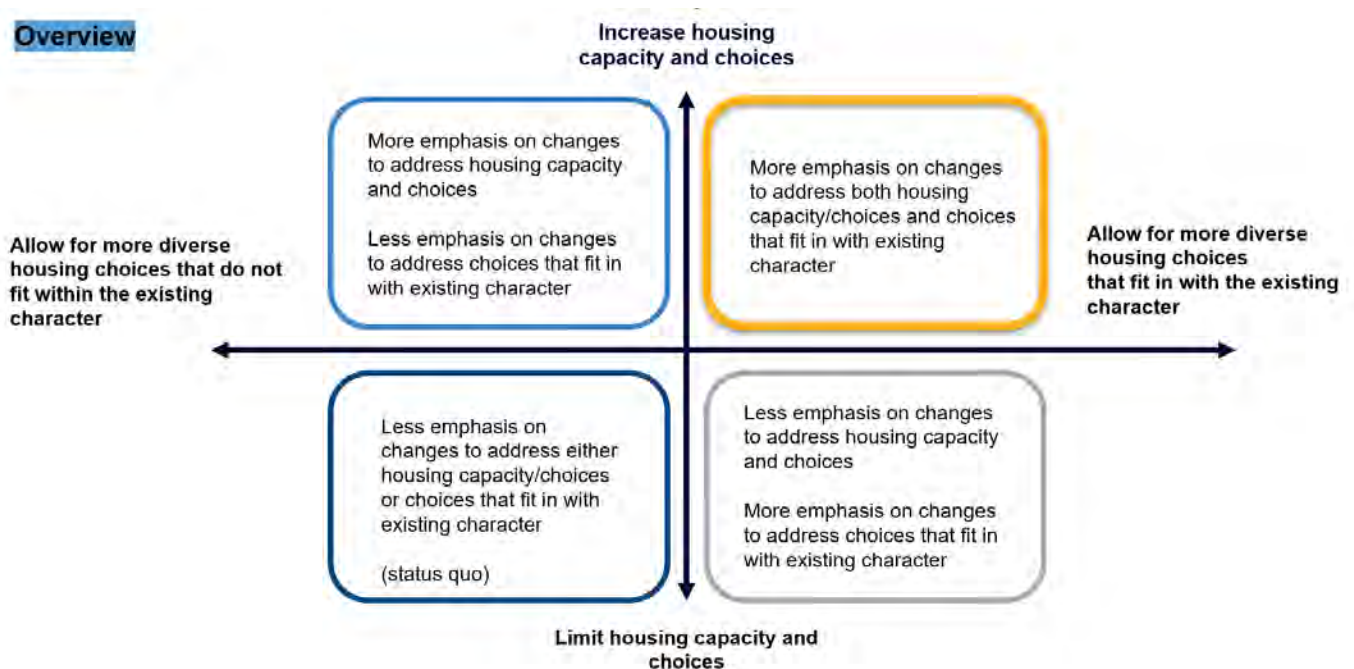 Overview
Increase housing
capacity and choices
More emphasis on changes
to address housing capacity
and choices
Less emphasis on changes
to address choices that fit in
with existing character
More emphasis on changes
to address both housing
capacity/choices and choices
that fit in with existing
character
Allow for more diverse
housing choices that do not
fit within the existing
character
Allow for more diverse
housing choices
that fit in with the existing
character
Less emphasis on
changes to address either
housing capacity/choices
or choices that fit in with
existing character
(status quo)
Less emphasis on changes
to address housing capacity
and choices
More emphasis on changes
to address choices that fit in
with existing character
Limit housing capacity and
choices